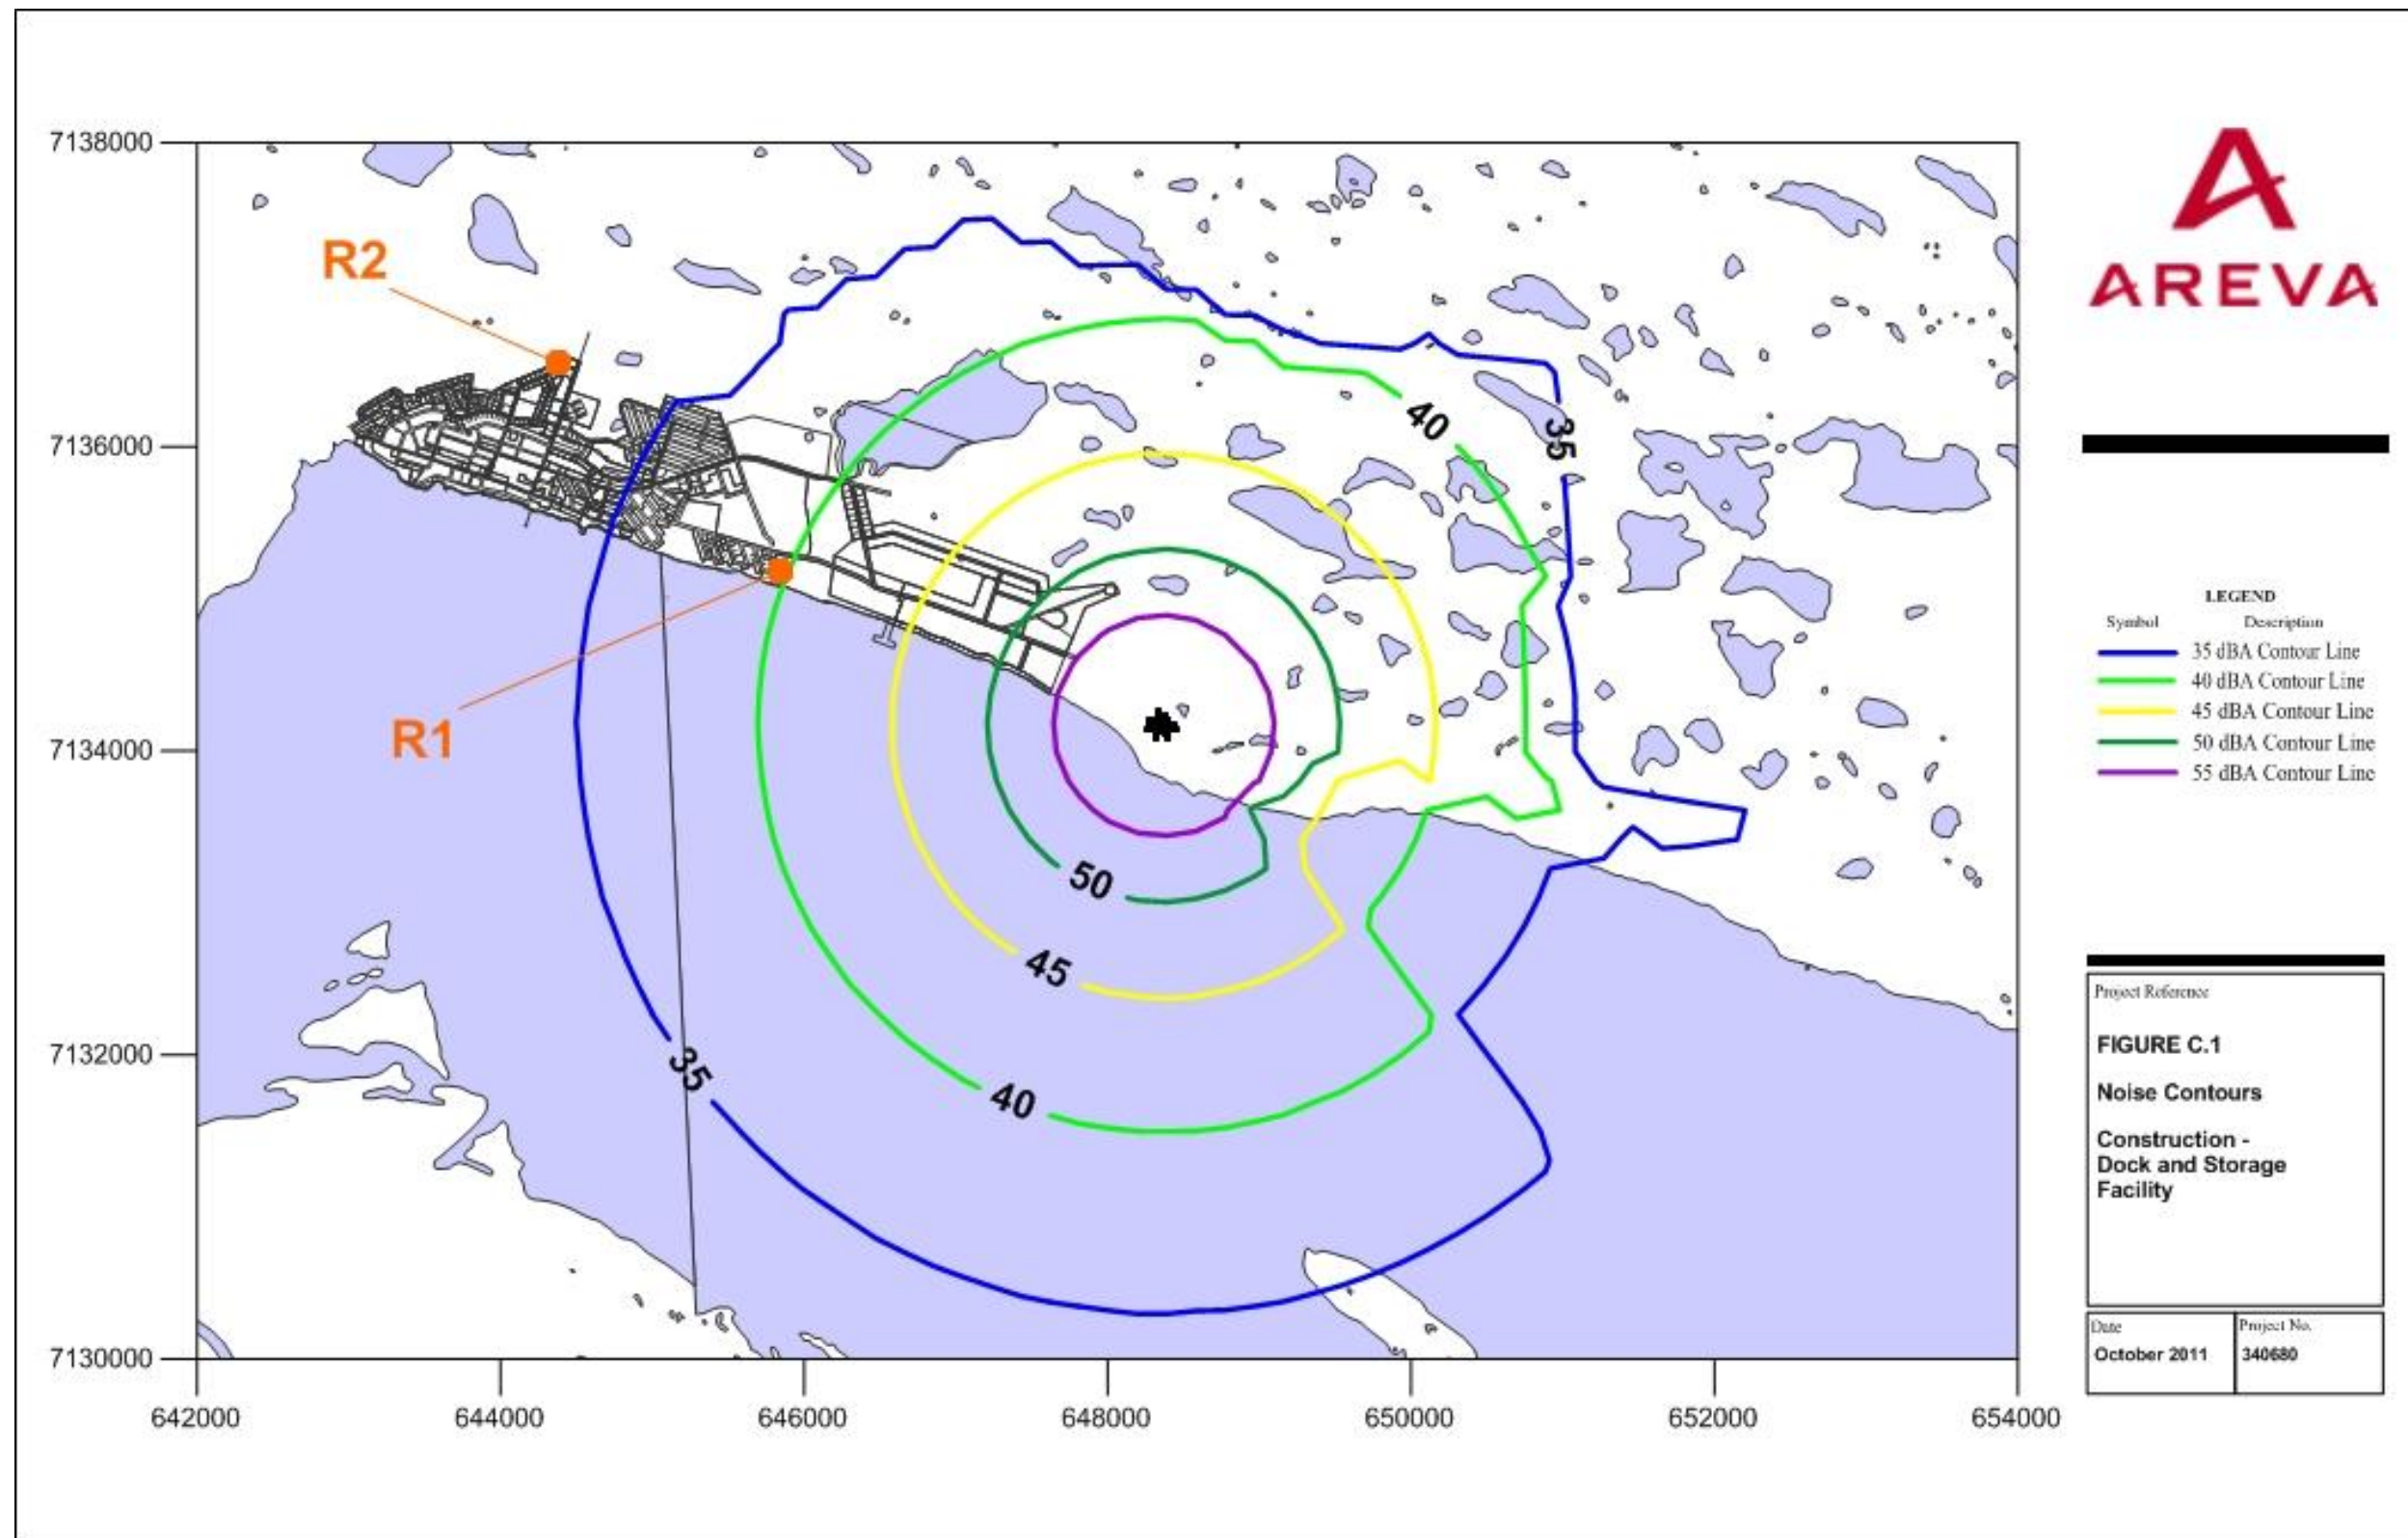 7138000
7136000
7134000
7132000
7130000
642000
644000
646000
648000
650000
652000
654000
R2
R1
40
35
50
45
40
35
AREVA
LEGEND
Symbol Description
35 dBA Contour Line
40 dBA Contour Line
45 dBA Contour Line
50 dBA Contour Line
55 dBA Contour Line
Project Reference
FIGURE C.1
Noise Contours
Construction -
Dock and Storage
Facility
Date
October 2011
Project No.
340680